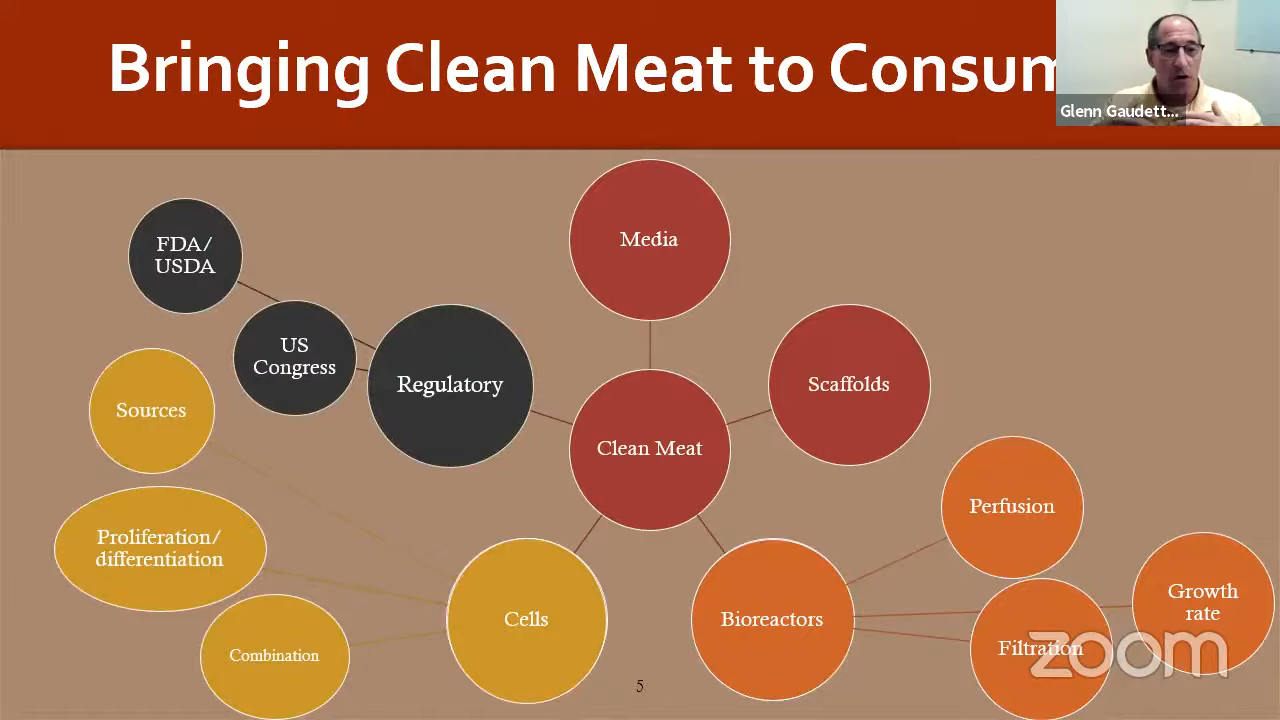 Bringing Clean Meat to Consum
Glenn Gaudett...
Media
FDA/
USDA
US
Congress
Regulatory
Scaffolds
Sources
Clean Meat
Perfusion
Proliferation/
differentiation
Growth
rate
Cells
Bioreactors
Filtration
Combination
zoom
5